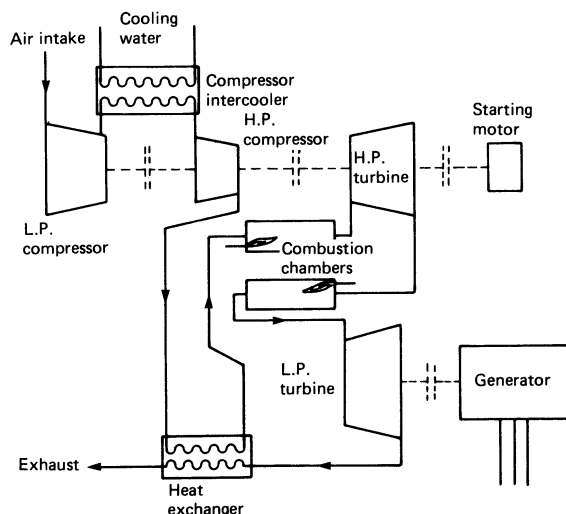 Cooling
water
Air intake
Compressor
intercooler
H.P.
compressor
Starting
motor
H.P.
turbine
L.P.
compressor
Combustion
chambers
L.P.
turbine
Generator
Exhaust
Heat
exchanger